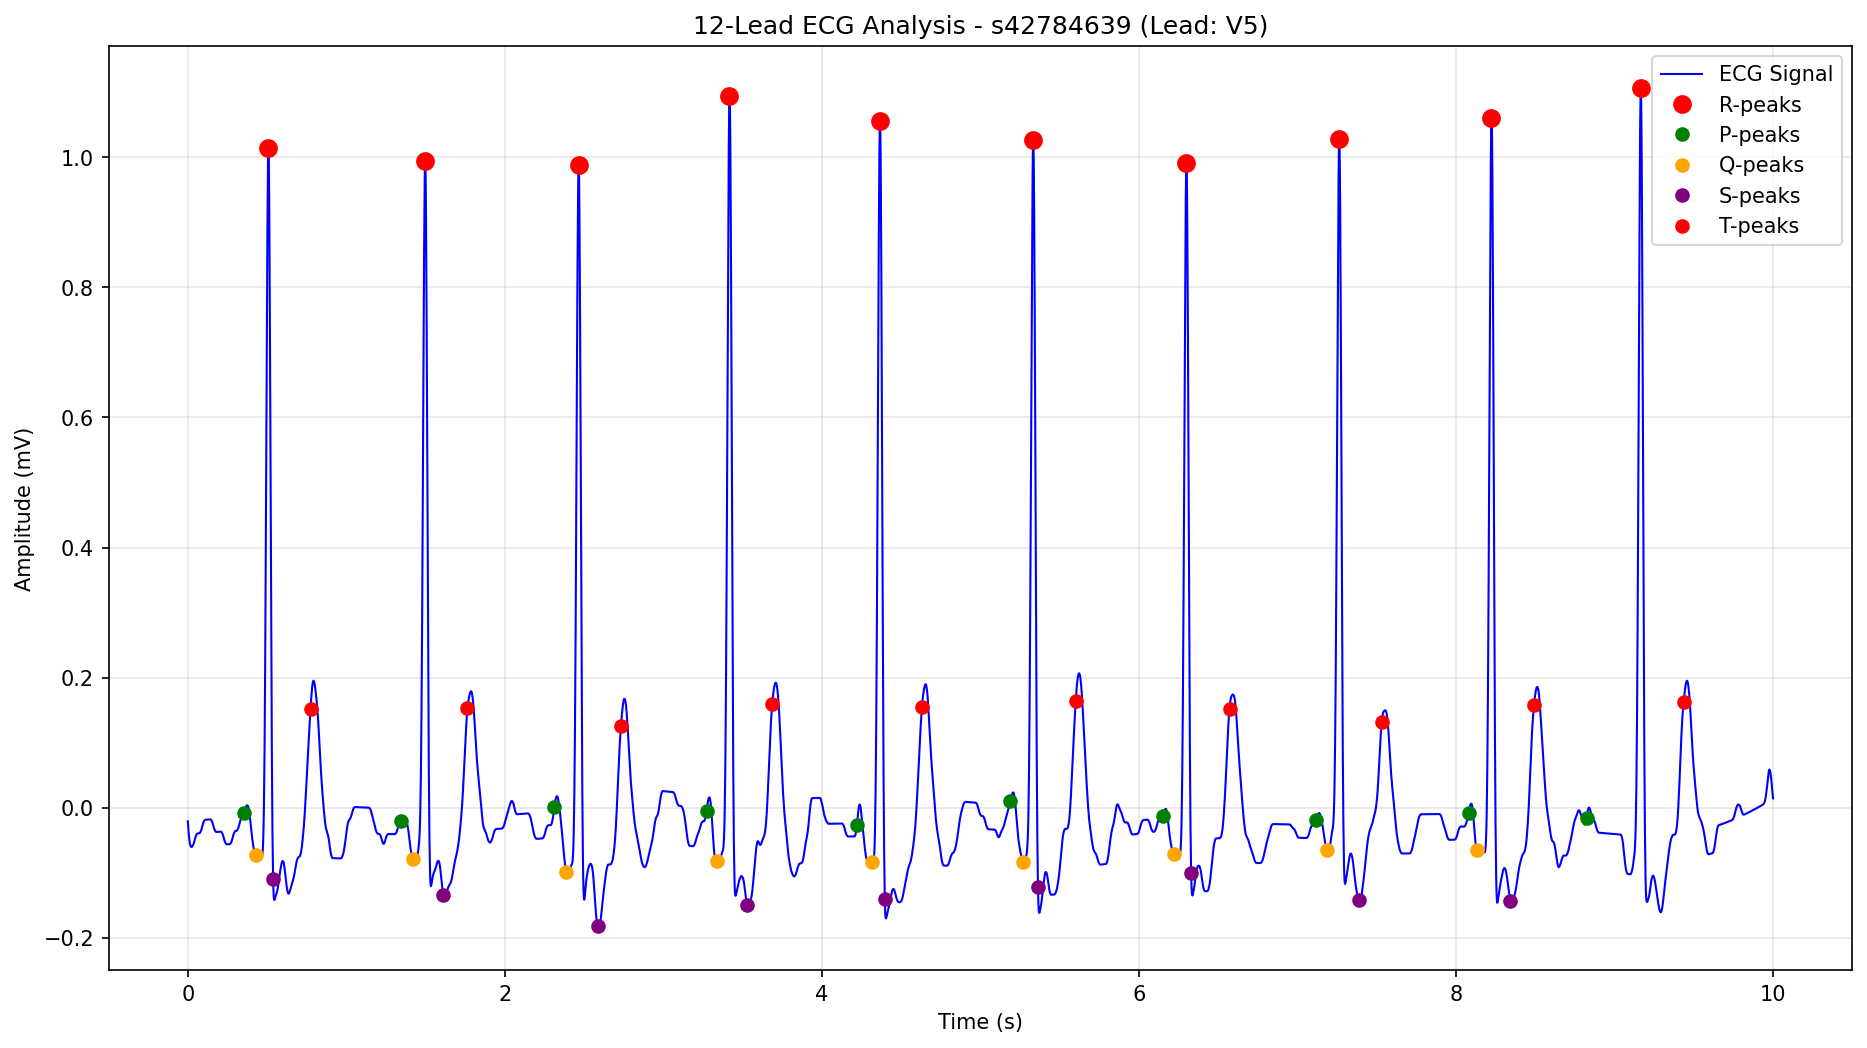 12-Lead ECG Analysis - s42784639 (Lead: V5)
ECG Signal
R-peaks
P-peaks
Q-peaks
S-peaks
T-peaks
Amplitude (mV)
1.0
0.8
0.6
0.4
0.2
0.0
−0.2
0 2 4 6 8 10
Time (s)